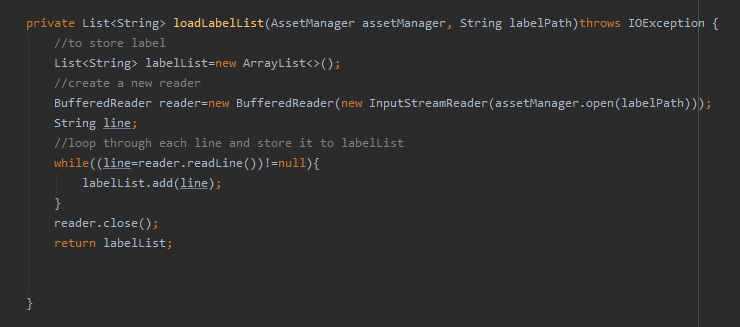 private List<String> loadLabelList(AssetManager assetManager, String labelPath)throws IOException {
    //to store label
    List<String> labelList=new ArrayList<>();
    //create a new reader
    BufferedReader reader=new BufferedReader(new InputStreamReader(assetManager.open(labelPath)));
    String line;
    //loop through each line and store it to labelList
    while((line=reader.readLine())!=null){
        labelList.add(line);
    }
    reader.close();
    return labelList;
}